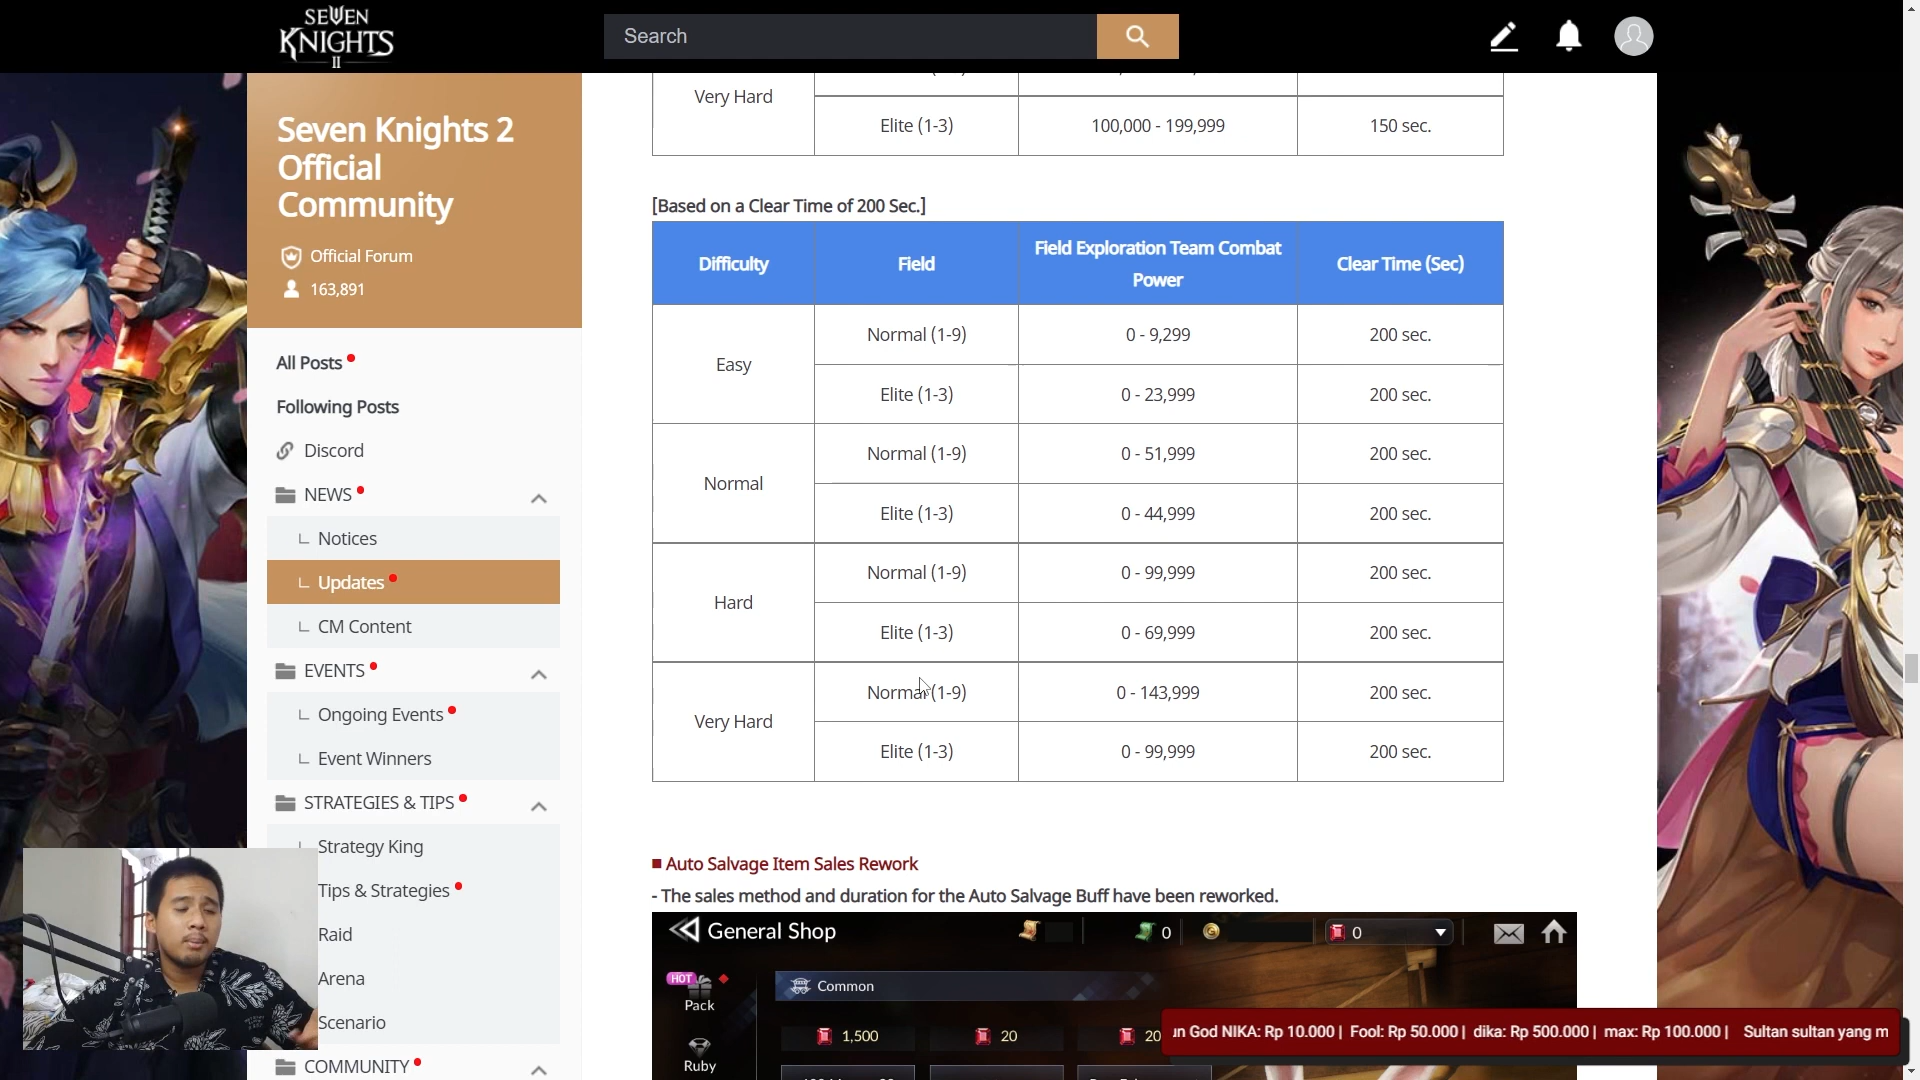 SEVEN
KNIGHTS
II
Search
Seven Knights 2
Official
Community
Official Forum
163,891
All Posts
Following Posts
Discord
NEWS
Notices
Updates
CM Content
EVENTS
Ongoing Events
Event Winners
STRATEGIES & TIPS
Strategy King
Tips & Strategies
Raid
Arena
Scenario
COMMUNITY
Very Hard
Elite (1-3) 100,000 - 199,999 150 sec.
[Based on a Clear Time of 200 Sec.]
Difficulty Field Field Exploration Team Combat Power Clear Time (Sec)
Easy
Normal (1-9) 0 - 9,299 200 sec.
Elite (1-3) 0 - 23,999 200 sec.
Normal
Normal (1-9) 0 - 51,999 200 sec.
Elite (1-3) 0 - 44,999 200 sec.
Hard
Normal (1-9) 0 - 99,999 200 sec.
Elite (1-3) 0 - 69,999 200 sec.
Very Hard
Normal (1-9) 0 - 143,999 200 sec.
Elite (1-3) 0 - 99,999 200 sec.
■ Auto Salvage Item Sales Rework
- The sales method and duration for the Auto Salvage Buff have been reworked.
General Shop 0 0
HOT
Pack
Common
1,500 20 20
Ruby
God NIKA: Rp 10.000 | Fool: Rp 50.000 | dika: Rp 500.000 | max: Rp 100.000 | Sultan sultan yang m